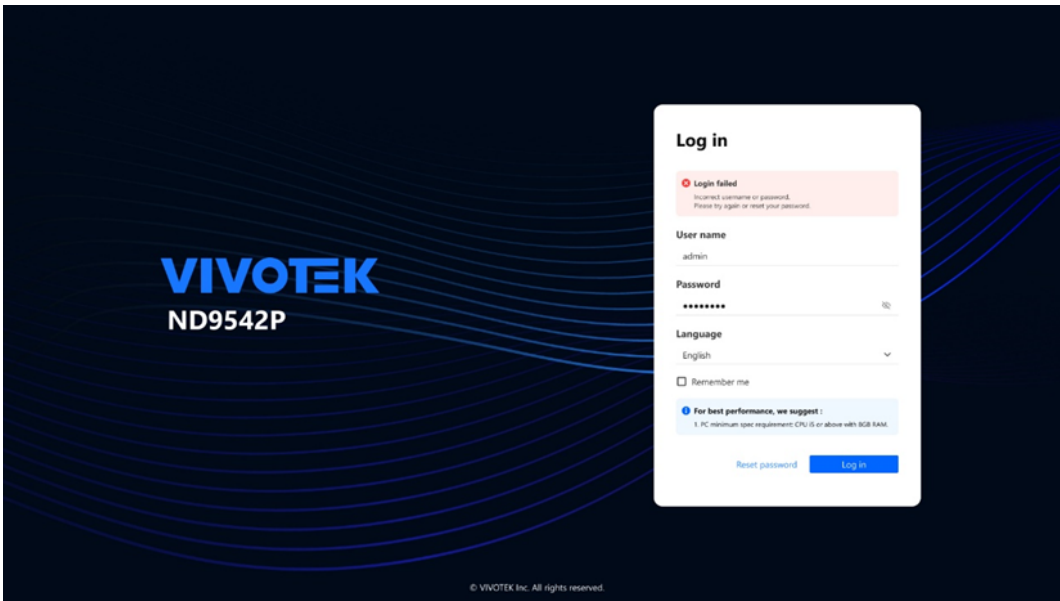 VIVOTEK
ND9542P
Log in
Login failed
Incorrect username or password.
Please try again or reset your password.
User name
admin
Password
Language
English
Remember me
For best performance, we suggest :
1. PC minimum spec requirement: CPU i5 or above with 8GB RAM.
Reset password
Log in
© VIVOTEK Inc. All rights reserved.